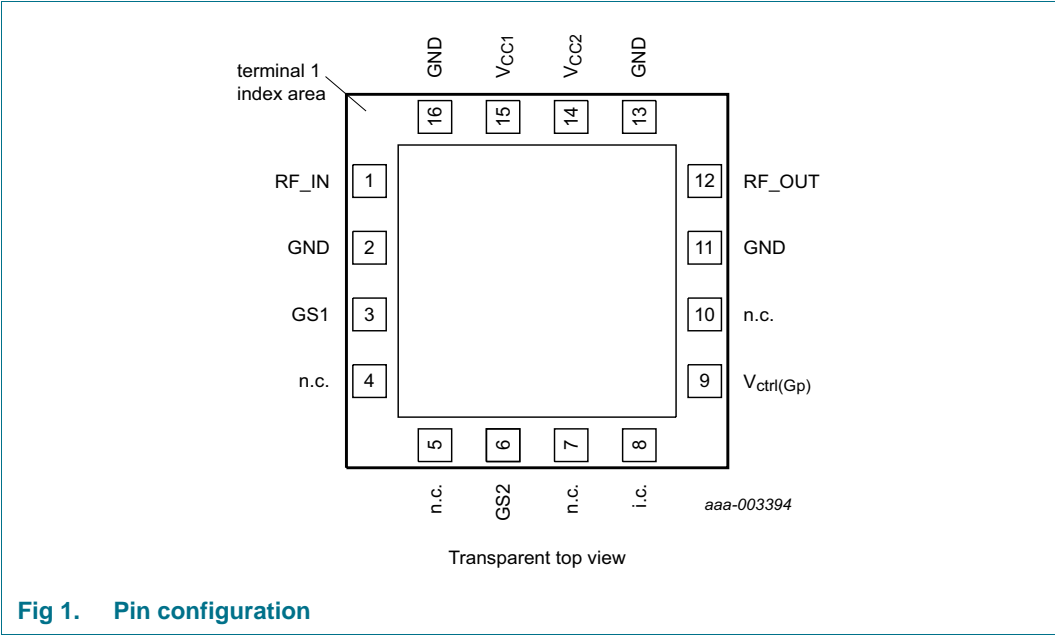 GND
VCC1
VCC2
GND
terminal 1
index area
16
15
14
13
RF_IN
1
12
RF_OUT
GND
2
11
GND
GS1
3
10
n.c.
n.c.
4
9
Vctrl(Gp)
5
6
7
8
n.c.
GS2
n.c.
i.c.
aaa-003394
Transparent top view
Fig 1. Pin configuration